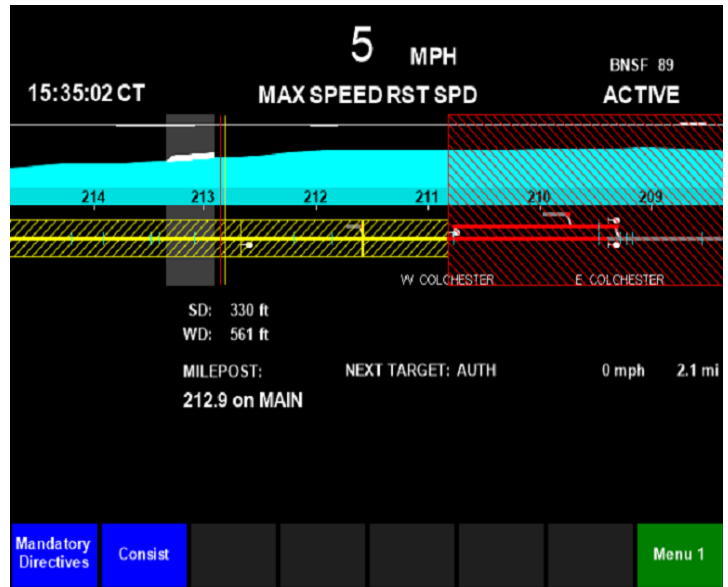 5 MPH
BNSF 89
15:35:02 CT MAX SPEED RST SPD ACTIVE
214 213 212 211 210 209
W COLCHESTER E COLCHESTER
SD: 330 ft
WD: 561 ft
MILEPOST: NEXT TARGET: AUTH 0 mph 2.1 mi
212.9 on MAIN
Mandatory
Directives Consist Menu 1